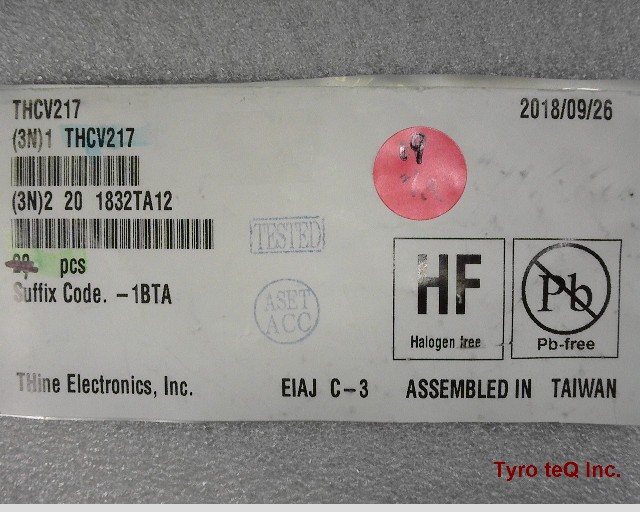 THCV217
2018/09/26
(3N)1 THCV217
19
(3N)2 20 1832TA12
TESTED
pcs
HF
Pb
Suffix Code. -1BTA
ASET
ACC
Halogen free
Pb-free
THine Electronics, Inc.
EIAJ C-3
ASSEMBLED IN TAIWAN
Tyro teQ Inc.